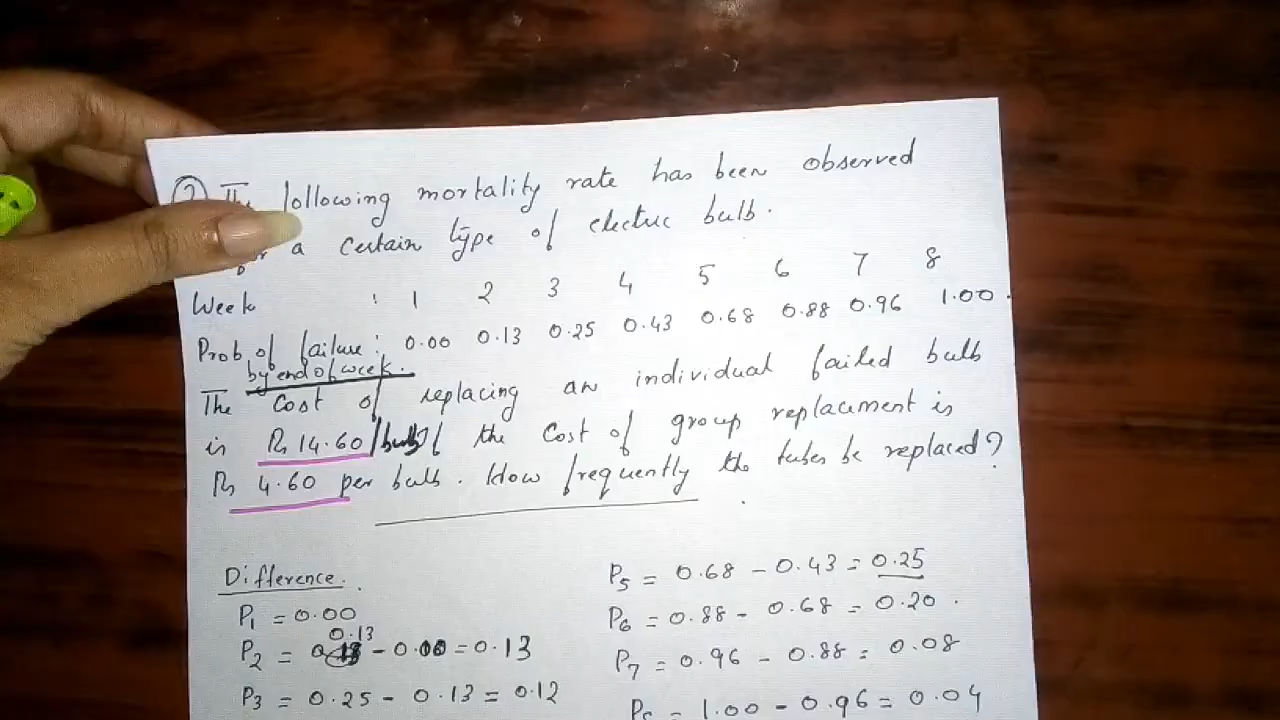 The following mortality rate has been observed
a certain type of electric bulb.
Week : 1 2 3 4 5 6 7 8
Prob. of failure : 0.00 0.13 0.25 0.43 0.68 0.88 0.96 1.00.
by end of week.
The cost of replacing an individual failed bulb
is Rs 14.60 / bulb the cost of group replacement is
Rs 4.60 per bulb. How frequently the tubes be replaced?
Difference.
P1 = 0.00
0.13
P2 = - 0.00 = 0.13
P3 = 0.25 - 0.13 = 0.12
P5 = 0.68 - 0.43 = 0.25
P6 = 0.88 - 0.68 = 0.20.
P7 = 0.96 - 0.88 = 0.08
P8 = 1.00 - 0.96 = 0.04